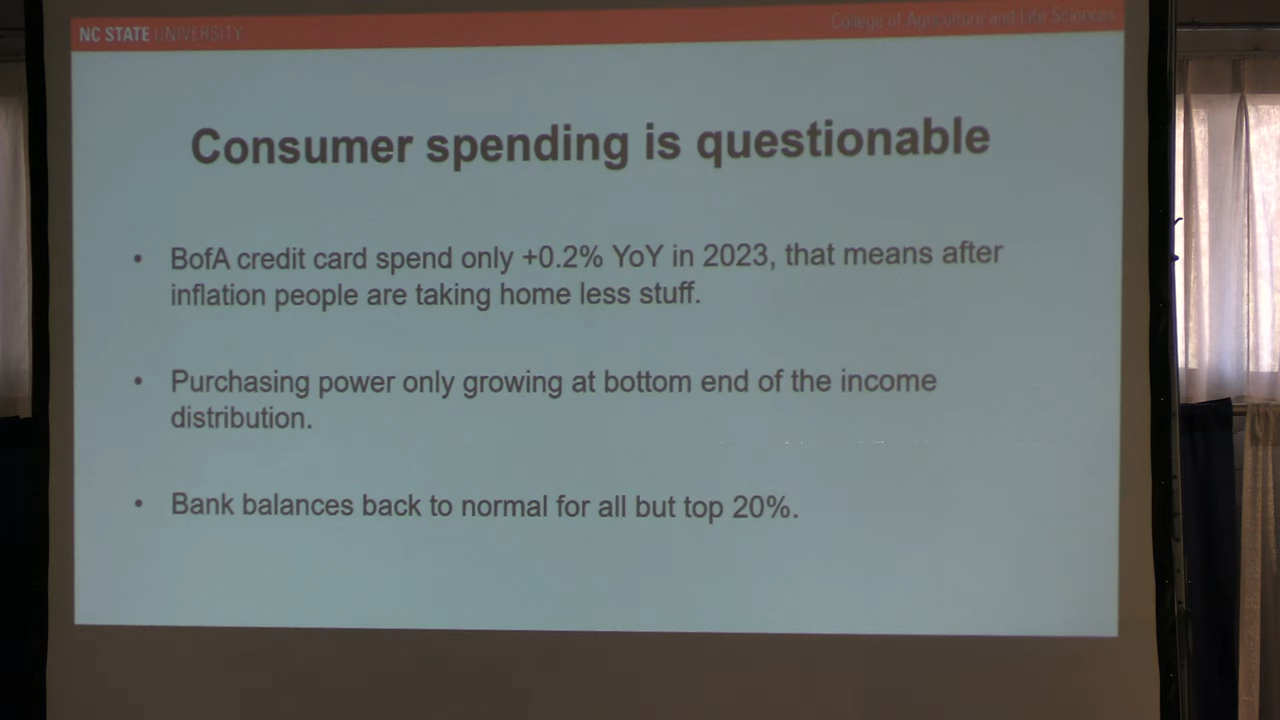 NC STATE UNIVERSITY
College of Agriculture and Life Sciences
Consumer spending is questionable
• BofA credit card spend only +0.2% YoY in 2023, that means after
inflation people are taking home less stuff.
• Purchasing power only growing at bottom end of the income
distribution.
• Bank balances back to normal for all but top 20%.